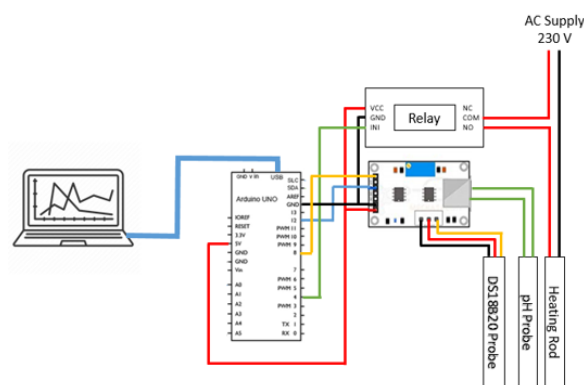 AC Supply
230 V
VCC
GND
INI
Relay
NC
COM
NO
GND V in
USB
SLC
SDA
AREF
GND
13
12
PWM 11
PWM 10
PWM 9
8
7
PWM 6
PWM 5
4
PWM 3
2
TX 1
RX 0
Arduino UNO
IOREF
RESET
3.3V
5V
GND
GND
Vin
A0
A1
A2
A3
A4
A5
DS18B20 Probe
pH Probe
Heating Rod